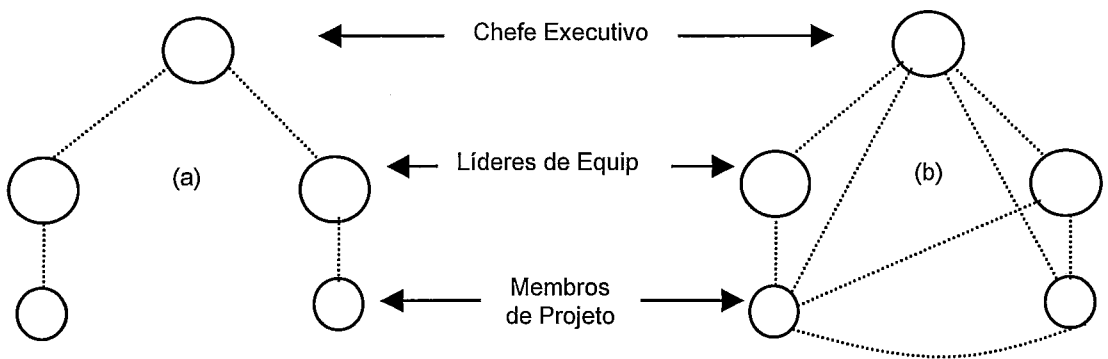 Chefe Executivo
Líderes de Equip
(a)
(b)
Membros
de Projeto